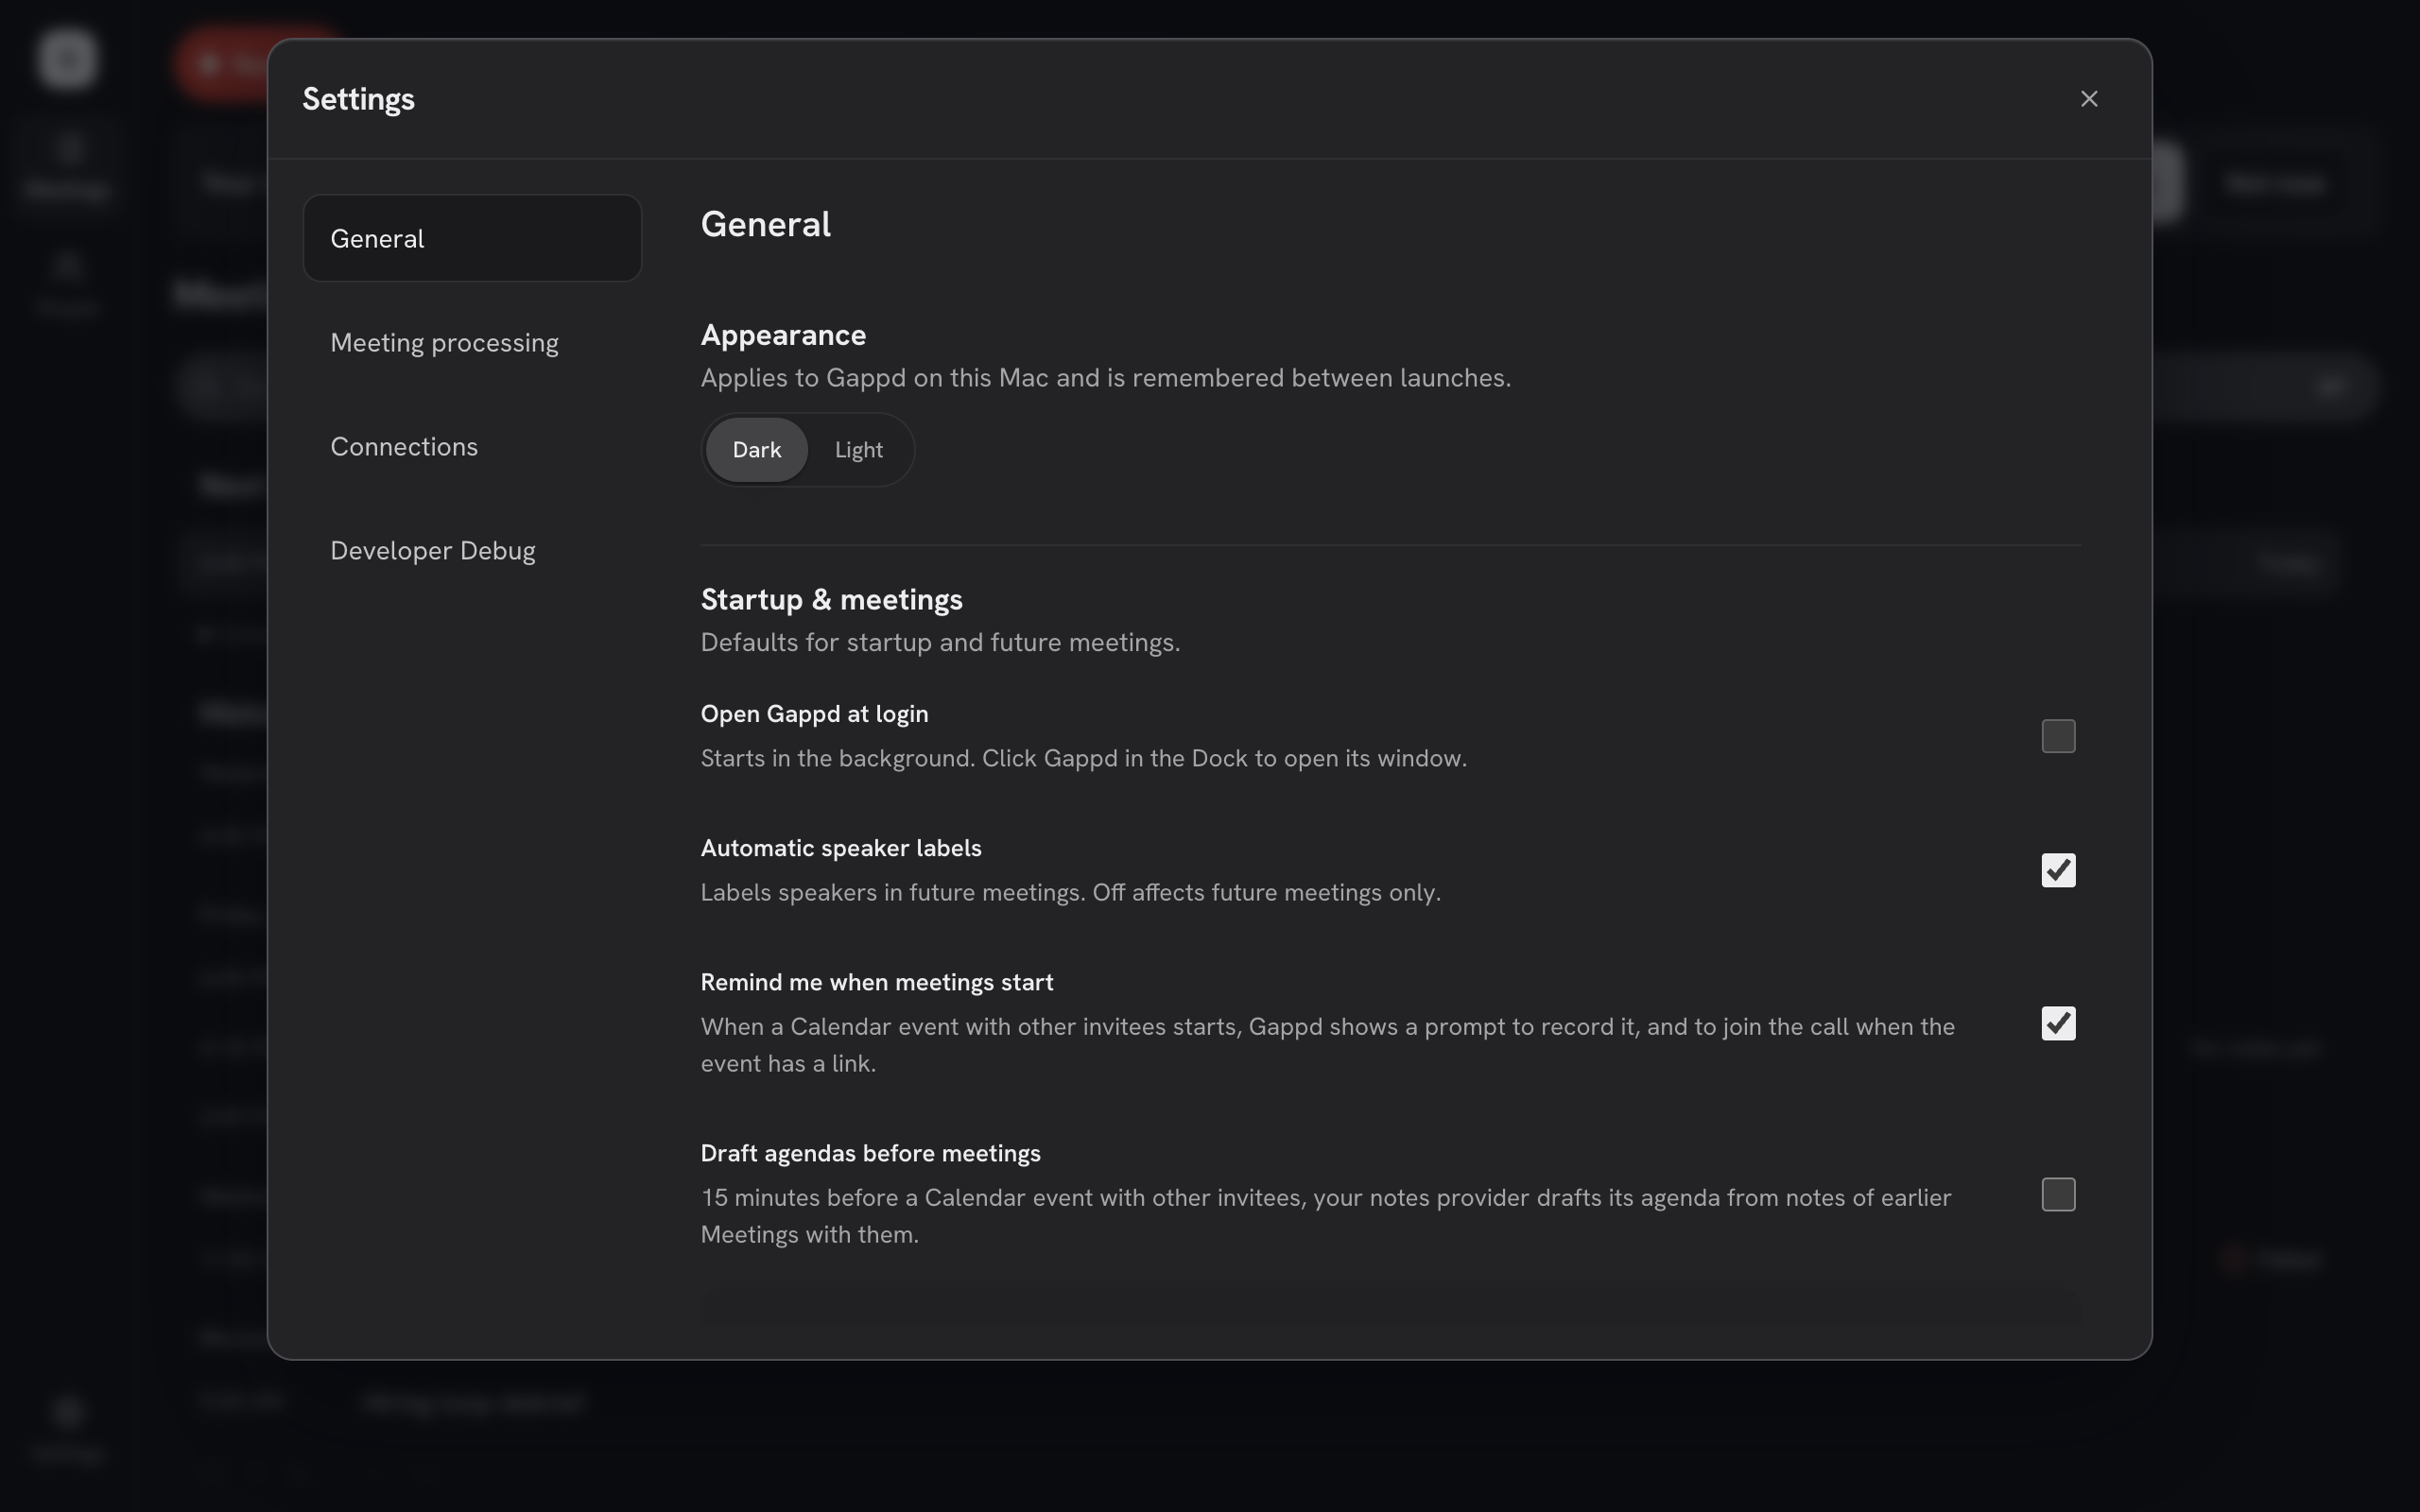 Settings
General
Meeting processing
Connections
Developer Debug
General
Appearance
Applies to Gappd on this Mac and is remembered between launches.
Dark
Light
Startup & meetings
Defaults for startup and future meetings.
Open Gappd at login
Starts in the background. Click Gappd in the Dock to open its window.
Automatic speaker labels
Labels speakers in future meetings. Off affects future meetings only.
Remind me when meetings start
When a Calendar event with other invitees starts, Gappd shows a prompt to record it, and to join the call when the
event has a link.
Draft agendas before meetings
15 minutes before a Calendar event with other invitees, your notes provider drafts its agenda from notes of earlier
Meetings with them.